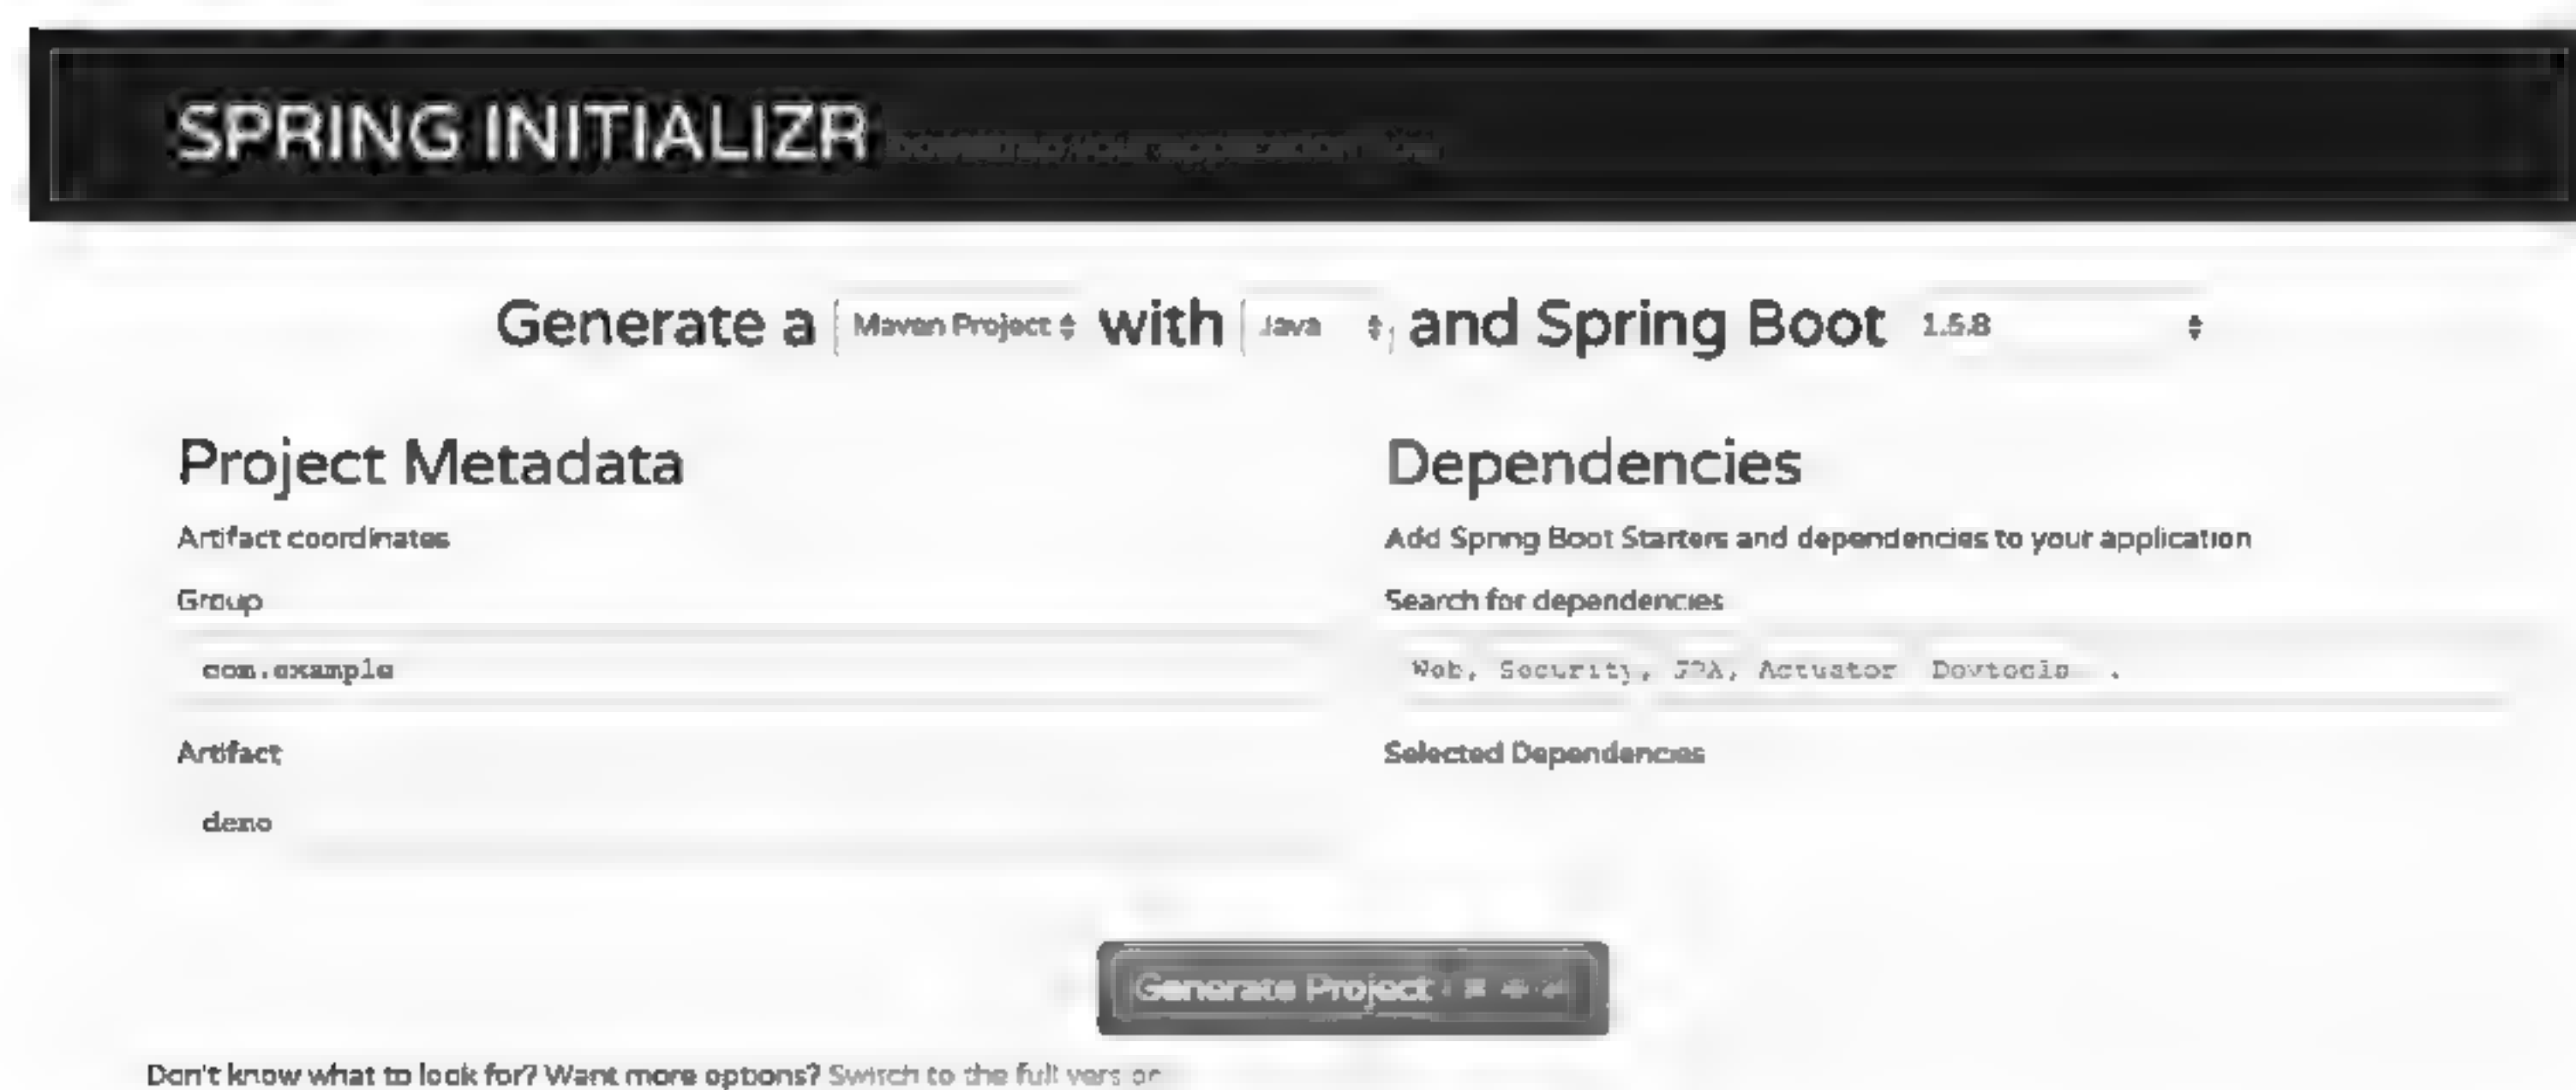 SPRING INITIALIZR
Generate a Maven Project with Java and Spring Boot 1.5.8
Project Metadata
Artifact coordinates
Group
com.example
Artifact
demo
Dependencies
Add Spring Boot Starters and dependencies to your application
Search for dependencies
Web, Security, JPA, Actuator Devtools
Selected Dependencies
Generate Project
Don't know what to look for? Want more options? Switch to the full version